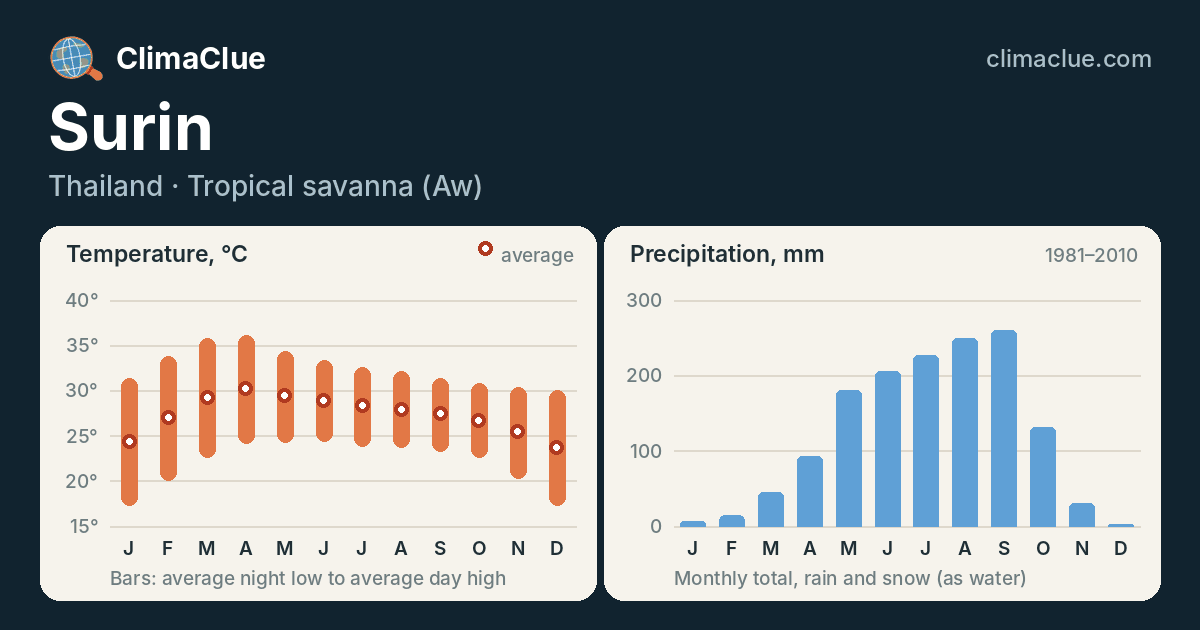 ClimaClue
climaclue.com
Surin
Thailand · Tropical savanna (Aw)
Temperature, °C
average
40°
35°
30°
25°
20°
15°
J F M A M J J A S O N D
Bars: average night low to average day high
Precipitation, mm
1981–2010
300
200
100
0
J F M A M J J A S O N D
Monthly total, rain and snow (as water)